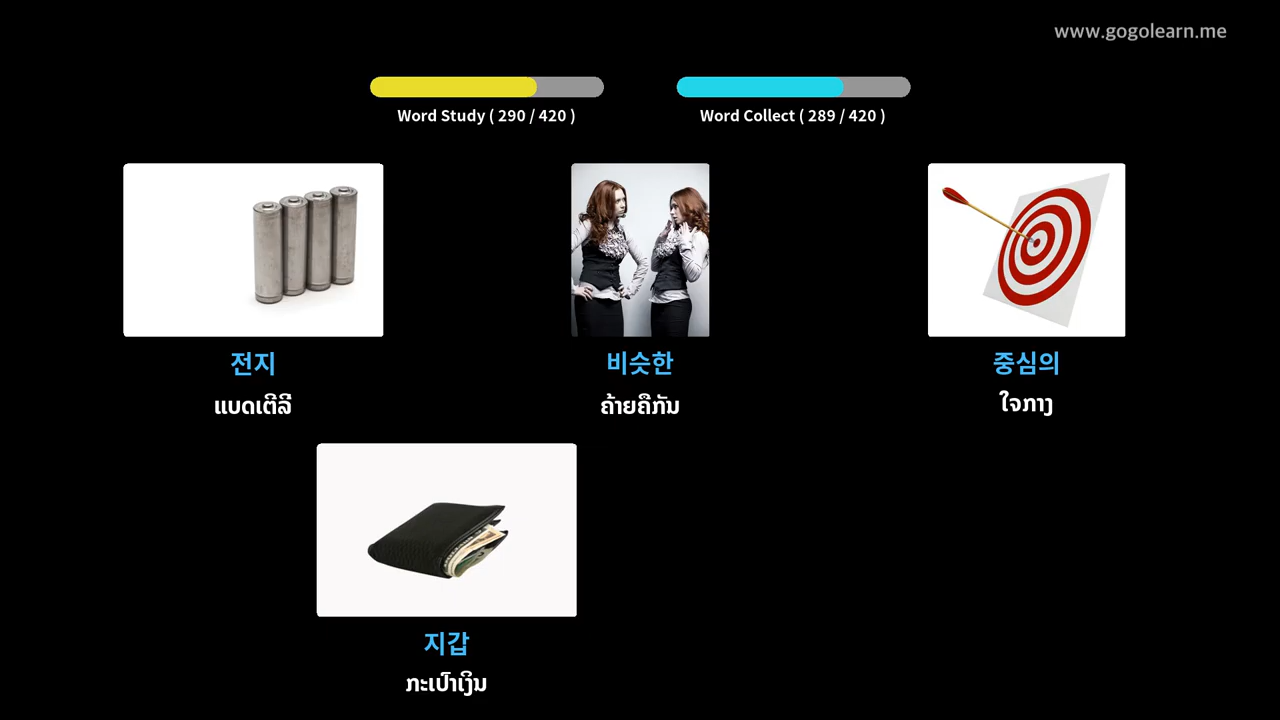 www.gogolearn.me
Word Study ( 290 / 420 )
Word Collect ( 289 / 420 )
전지
ແບດເຕີລີ
비슷한
ຄ້າຍຄືກັນ
중심의
ໃຈກາງ
지갑
ກະເປົາເງິນ